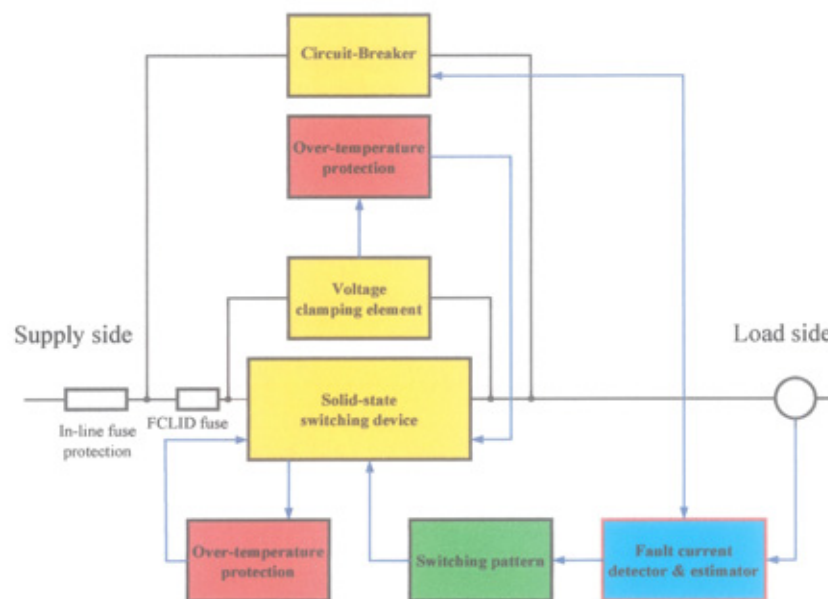 Circuit-Breaker
Over-temperature
protection
Voltage
clamping element
Supply side
Load side
Solid-state
switching device
In-line fuse
protection
FCLID fuse
Over-temperature
protection
Switching pattern
Fault current
detector & estimator